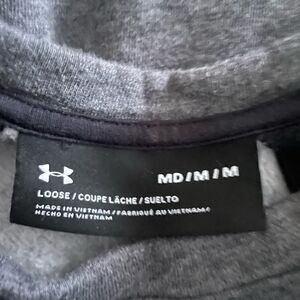 MD / M / M
LOOSE / COUPE LÂCHE / SUELTO
MADE IN VIETNAM / FABRIQUÉ AU VIETNAM /
HECHO EN VIETNAM